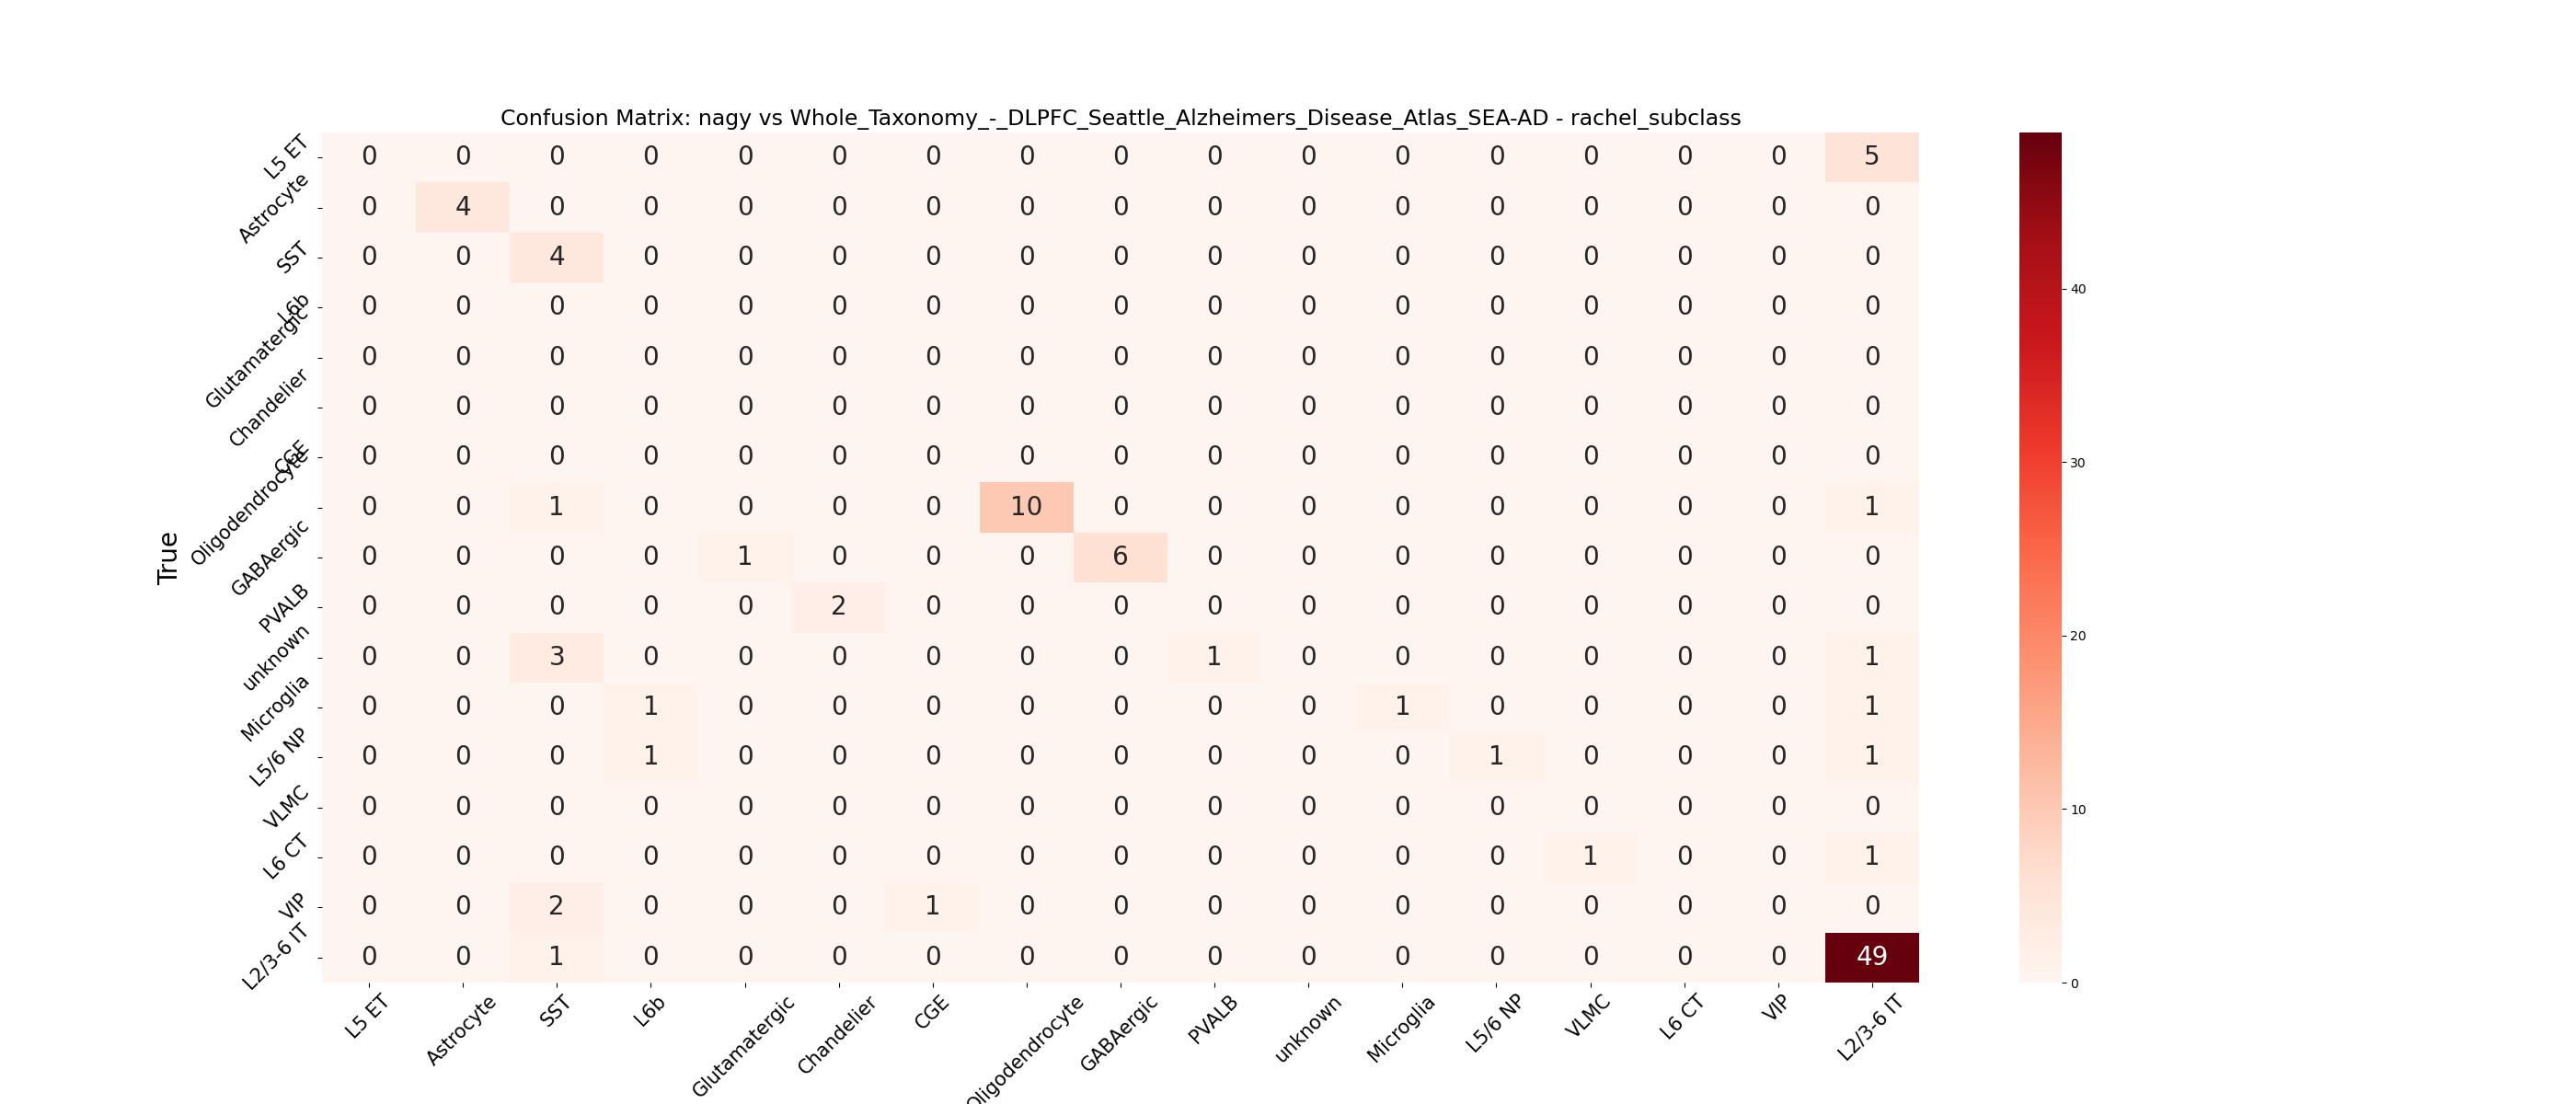 Confusion Matrix: nagy vs Whole_Taxonomy_-_DLPFC_Seattle_Alzheimers_Disease_Atlas_SEA-AD - rachel_subclass
L5 ET 0 0 0 0 0 0 0 0 0 0 0 0 0 0 0 0 5
Astrocyte 0 4 0 0 0 0 0 0 0 0 0 0 0 0 0 0 0
SST 0 0 4 0 0 0 0 0 0 0 0 0 0 0 0 0 0
L6b 0 0 0 0 0 0 0 0 0 0 0 0 0 0 0 0 0
Glutamatergic 0 0 0 0 0 0 0 0 0 0 0 0 0 0 0 0 0
Chandelier 0 0 0 0 0 0 0 0 0 0 0 0 0 0 0 0 0
CGE 0 0 0 0 0 0 0 0 0 0 0 0 0 0 0 0 0
Oligodendrocyte 0 0 1 0 0 0 0 10 0 0 0 0 0 0 0 0 1
GABAergic 0 0 0 0 1 0 0 0 6 0 0 0 0 0 0 0 0
PVALB 0 0 0 0 0 2 0 0 0 0 0 0 0 0 0 0 0
unknown 0 0 3 0 0 0 0 0 0 1 0 0 0 0 0 0 1
Microglia 0 0 0 1 0 0 0 0 0 0 0 1 0 0 0 0 1
L5/6 NP 0 0 0 1 0 0 0 0 0 0 0 0 1 0 0 0 1
VLMC 0 0 0 0 0 0 0 0 0 0 0 0 0 0 0 0 0
L6 CT 0 0 0 0 0 0 0 0 0 0 0 0 0 1 0 0 1
VIP 0 0 2 0 0 0 1 0 0 0 0 0 0 0 0 0 0
L2/3-6 IT 0 0 1 0 0 0 0 0 0 0 0 0 0 0 0 0 49
True
L5 ET Astrocyte SST L6b Glutamatergic Chandelier CGE Oligodendrocyte GABAergic PVALB unknown Microglia L5/6 NP VLMC L6 CT VIP L2/3-6 IT
40
30
20
10
0